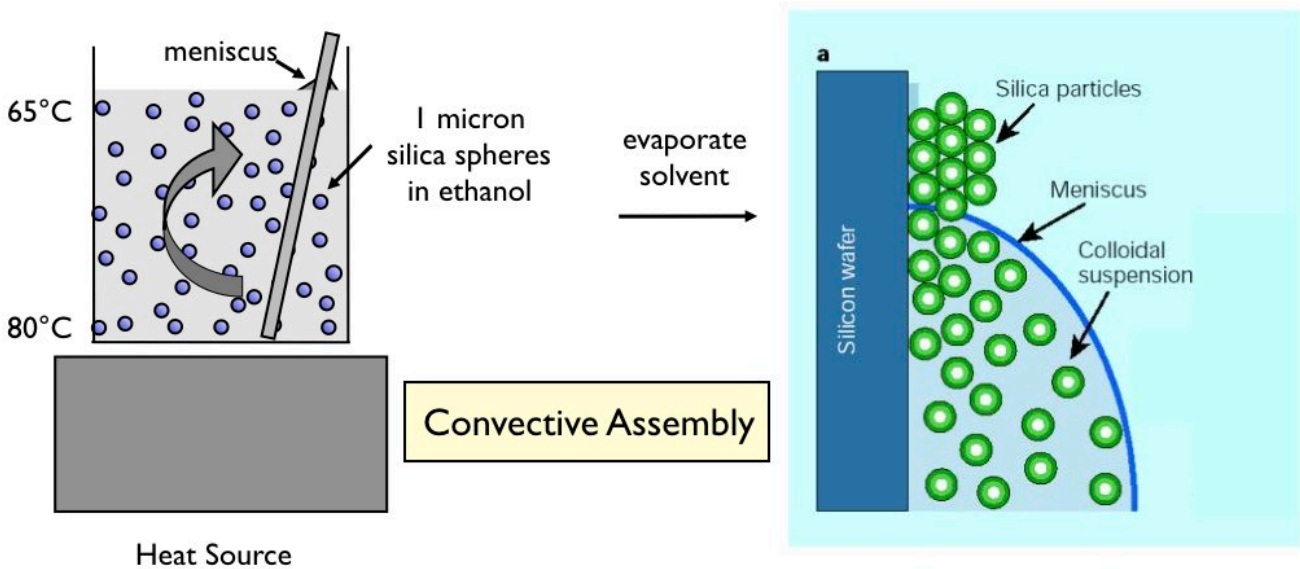 meniscus
65°C
80°C
1 micron
silica spheres
in ethanol
Heat Source
evaporate
solvent
Convective Assembly
a
Silica particles
Meniscus
Colloidal
suspension
Silicon wafer